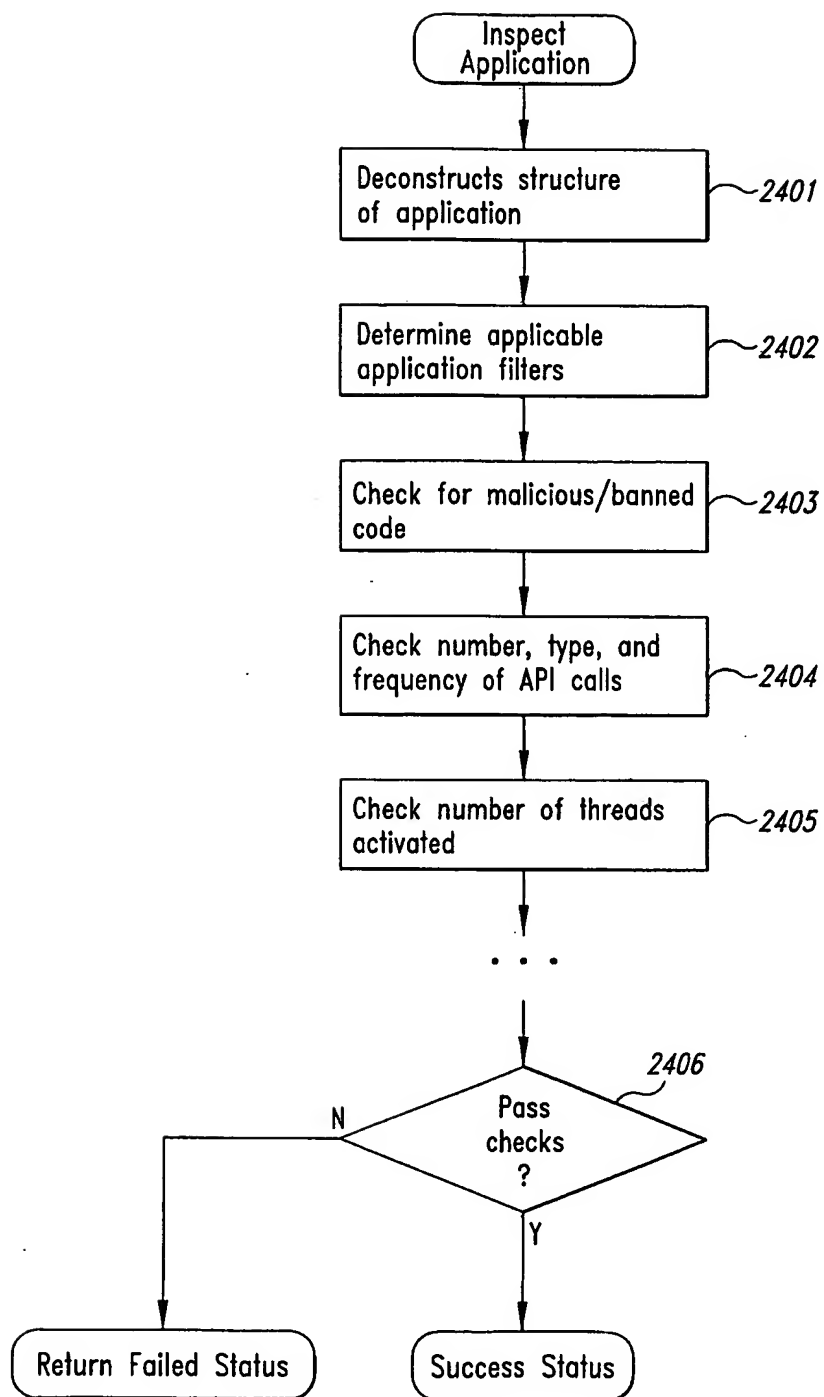 Inspect
Application
Deconstructs structure
of application
2401
Determine applicable
application filters
2402
Check for malicious/banned
code
2403
Check number, type, and
frequency of API calls
2404
Check number of threads
activated
2405
. . .
2406
Pass
checks
?
N
Y
Return Failed Status
Success Status